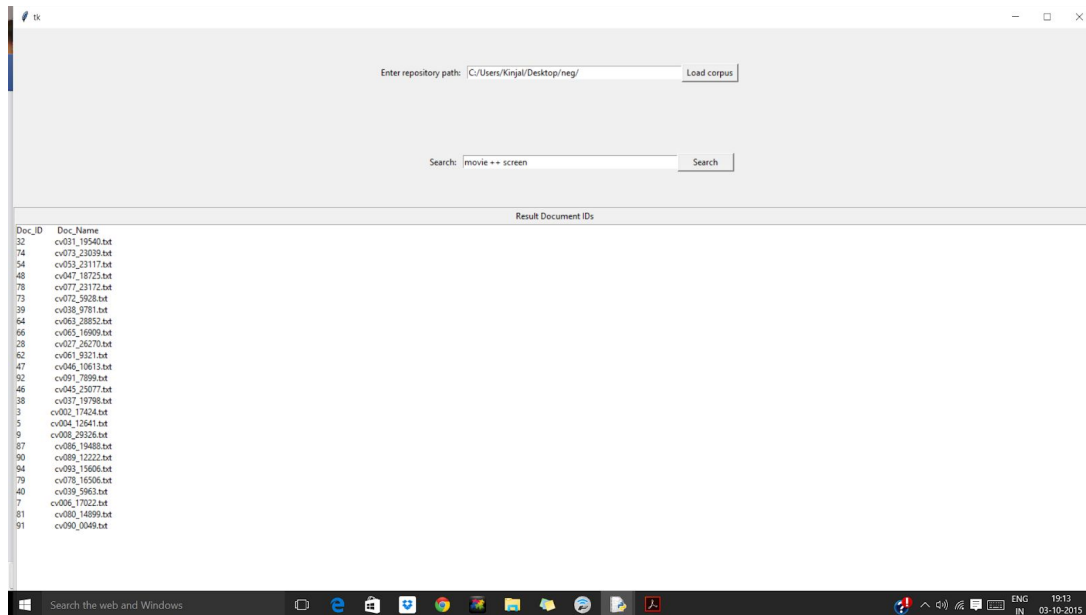 tk
Enter repository path: C:/Users/Kinjal/Desktop/neg/ Load corpus
Search: movie ++ screen Search
Result Document IDs
Doc_ID Doc_Name
32 cv031_19540.txt
74 cv073_23039.txt
54 cv053_23117.txt
48 cv047_18725.txt
78 cv077_23172.txt
73 cv072_5928.txt
39 cv038_9781.txt
64 cv063_28852.txt
66 cv065_16909.txt
28 cv027_26270.txt
62 cv061_9321.txt
47 cv046_10613.txt
92 cv091_7899.txt
46 cv045_25077.txt
38 cv037_19798.txt
3 cv002_17424.txt
5 cv004_12641.txt
9 cv008_29326.txt
87 cv086_19488.txt
90 cv089_12222.txt
94 cv093_15606.txt
79 cv078_16506.txt
40 cv039_5963.txt
7 cv006_17022.txt
81 cv080_14899.txt
91 cv090_0049.txt
Search the web and Windows
ENG 19:13
IN 03-10-2015